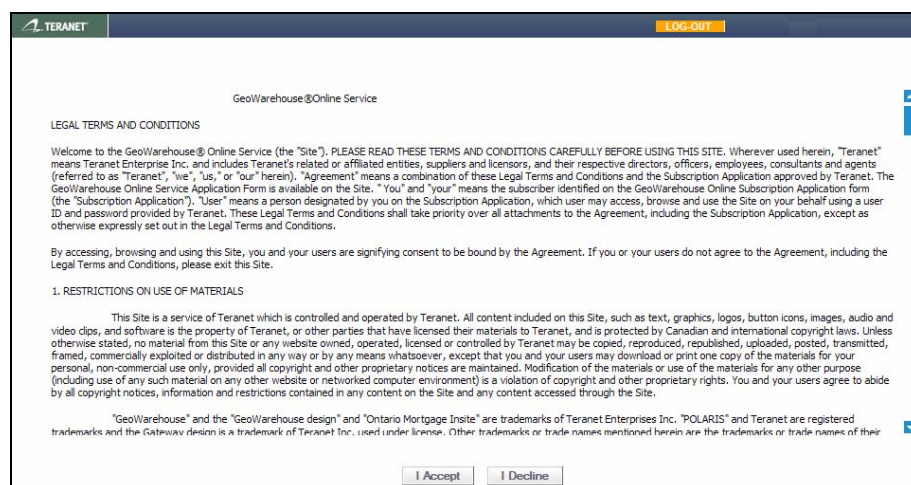 TERANET
LOG-OUT
GeoWarehouse®Online Service
LEGAL TERMS AND CONDITIONS
Welcome to the GeoWarehouse® Online Service (the "Site"). PLEASE READ THESE TERMS AND CONDITIONS CAREFULLY BEFORE USING THIS SITE. Wherever used herein, "Teranet"
means Teranet Enterprise Inc. and includes Teranet's related or affiliated entities, suppliers and licensors, and their respective directors, officers, employees, consultants and agents
(referred to as "Teranet", "we", "us," or "our" herein). "Agreement" means a combination of these Legal Terms and Conditions and the Subscription Application approved by Teranet. The
GeoWarehouse Online Service Application Form is available on the Site. " You" and "your" means the subscriber identified on the GeoWarehouse Online Subscription Application form
(the "Subscription Application"). "User" means a person designated by you on the Subscription Application, which user may access, browse and use the Site on your behalf using a user
ID and password provided by Teranet. These Legal Terms and Conditions shall take priority over all attachments to the Agreement, including the Subscription Application, except as
otherwise expressly set out in the Legal Terms and Conditions.
By accessing, browsing and using this Site, you and your users are signifying consent to be bound by the Agreement. If you or your users do not agree to the Agreement, including the
Legal Terms and Conditions, please exit this Site.
1. RESTRICTIONS ON USE OF MATERIALS
This Site is a service of Teranet which is controlled and operated by Teranet. All content included on this Site, such as text, graphics, logos, button icons, images, audio and
video clips, and software is the property of Teranet, or other parties that have licensed their materials to Teranet, and is protected by Canadian and international copyright laws. Unless
otherwise stated, no material from this Site or any website owned, operated, licensed or controlled by Teranet may be copied, reproduced, republished, uploaded, posted, transmitted,
framed, commercially exploited or distributed in any way or by any means whatsoever, except that you and your users may download or print one copy of the materials for your
personal, non-commercial use only, provided all copyright and other proprietary notices are maintained. Modification of the materials or use of the materials for any other purpose
(including use of any such material on any other website or networked computer environment) is a violation of copyright and other proprietary rights. You and your users agree to abide
by all copyright notices, information and restrictions contained in any content on the Site and any content accessed through the Site.
"GeoWarehouse" and the "GeoWarehouse design" and "Ontario Mortgage Insite" are trademarks of Teranet Enterprises Inc. "POLARIS" and Teranet are registered
trademarks and the Gateway design is a trademark of Teranet Inc. used under license. Other trademarks or trade names mentioned herein are the trademarks or trade names of their
I Accept
I Decline